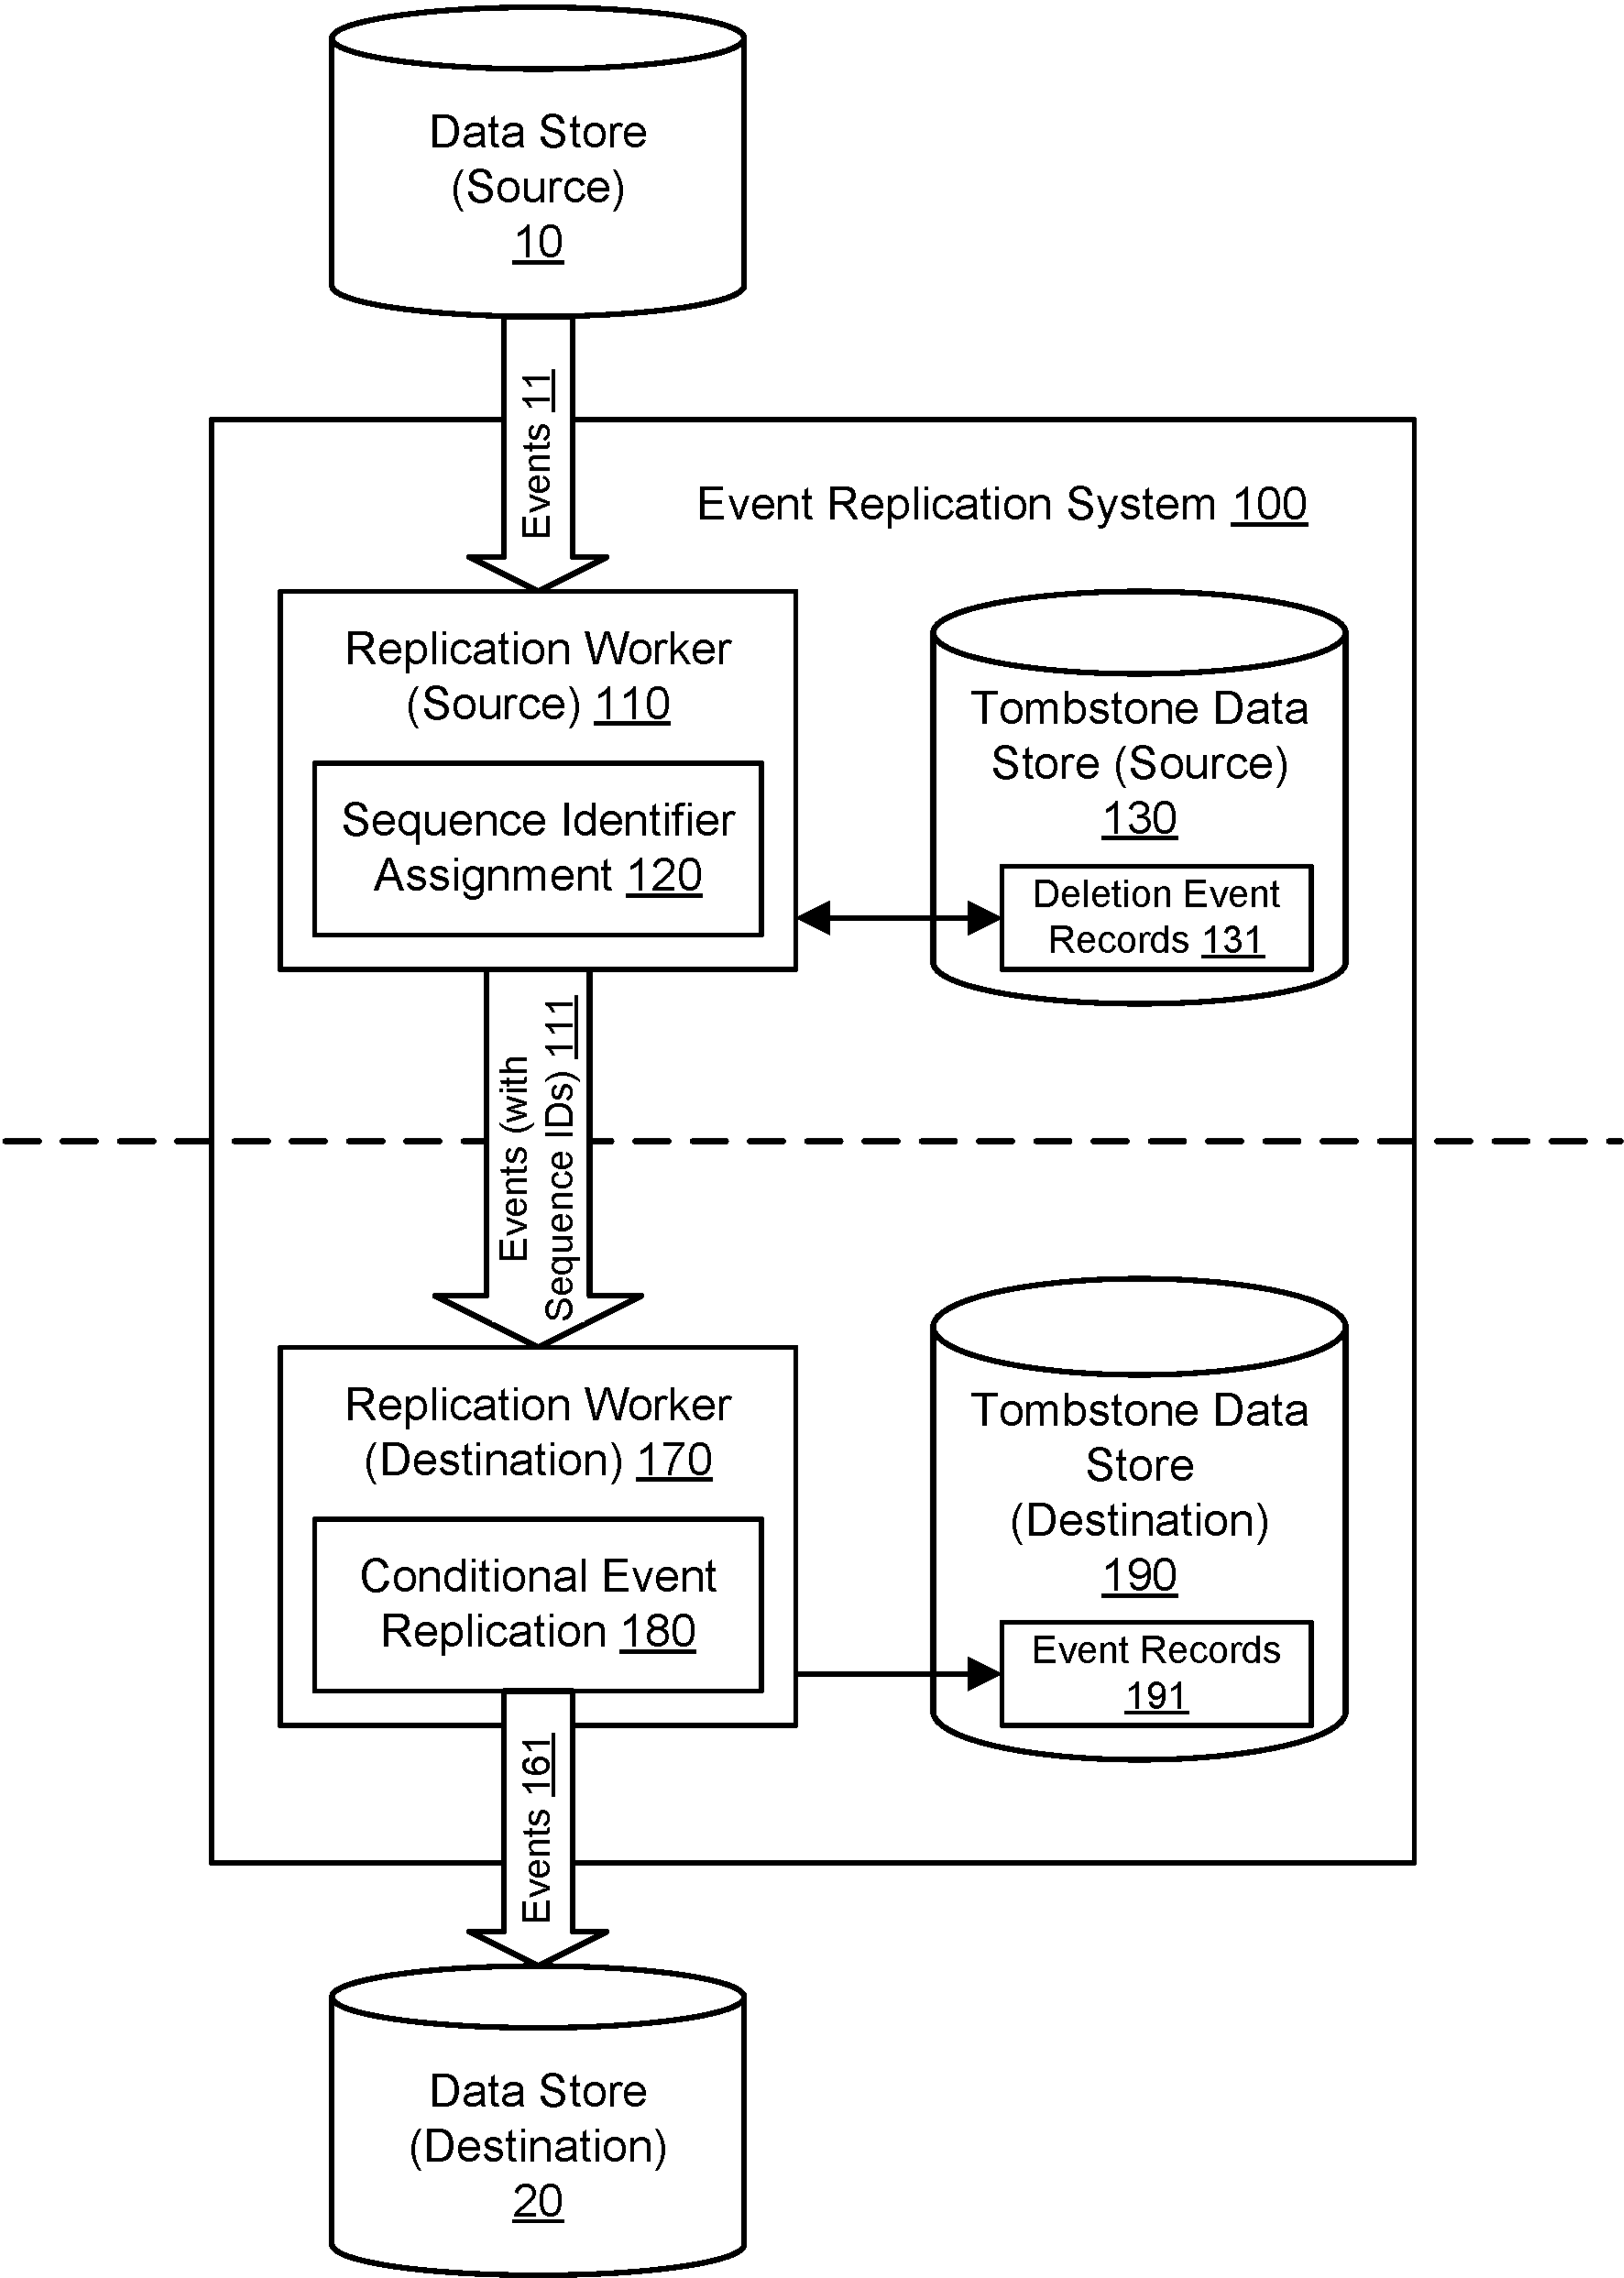 Data Store
(Source)
10
Events 11
Event Replication System 100
Replication Worker
(Source) 110
Sequence Identifier
Assignment 120
Tombstone Data
Store (Source)
130
Deletion Event
Records 131
Events (with
Sequence IDs) 111
Replication Worker
(Destination) 170
Conditional Event
Replication 180
Tombstone Data
Store
(Destination)
190
Event Records
191
Events 161
Data Store
(Destination)
20